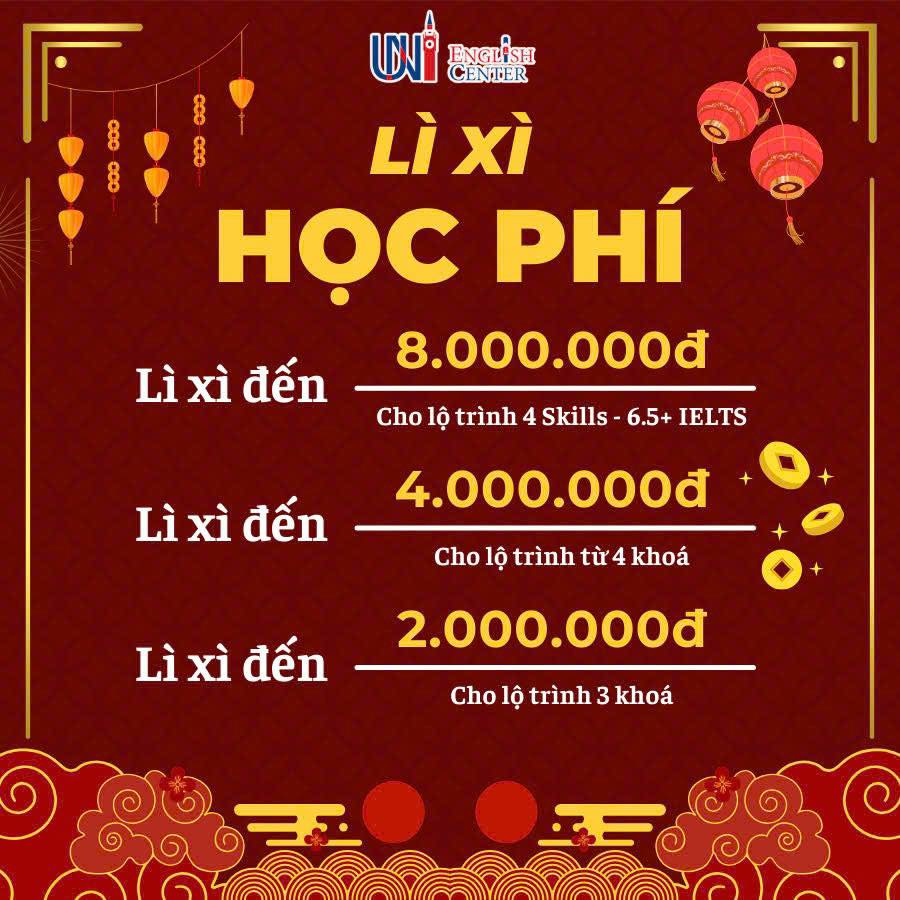 UNI ENGLISH
CENTER
LÌ XÌ
HỌC PHÍ
Lì xì đến
8.000.000đ
Cho lộ trình 4 Skills - 6.5+ IELTS
Lì xì đến
4.000.000đ
Cho lộ trình từ 4 khoá
Lì xì đến
2.000.000đ
Cho lộ trình 3 khoá